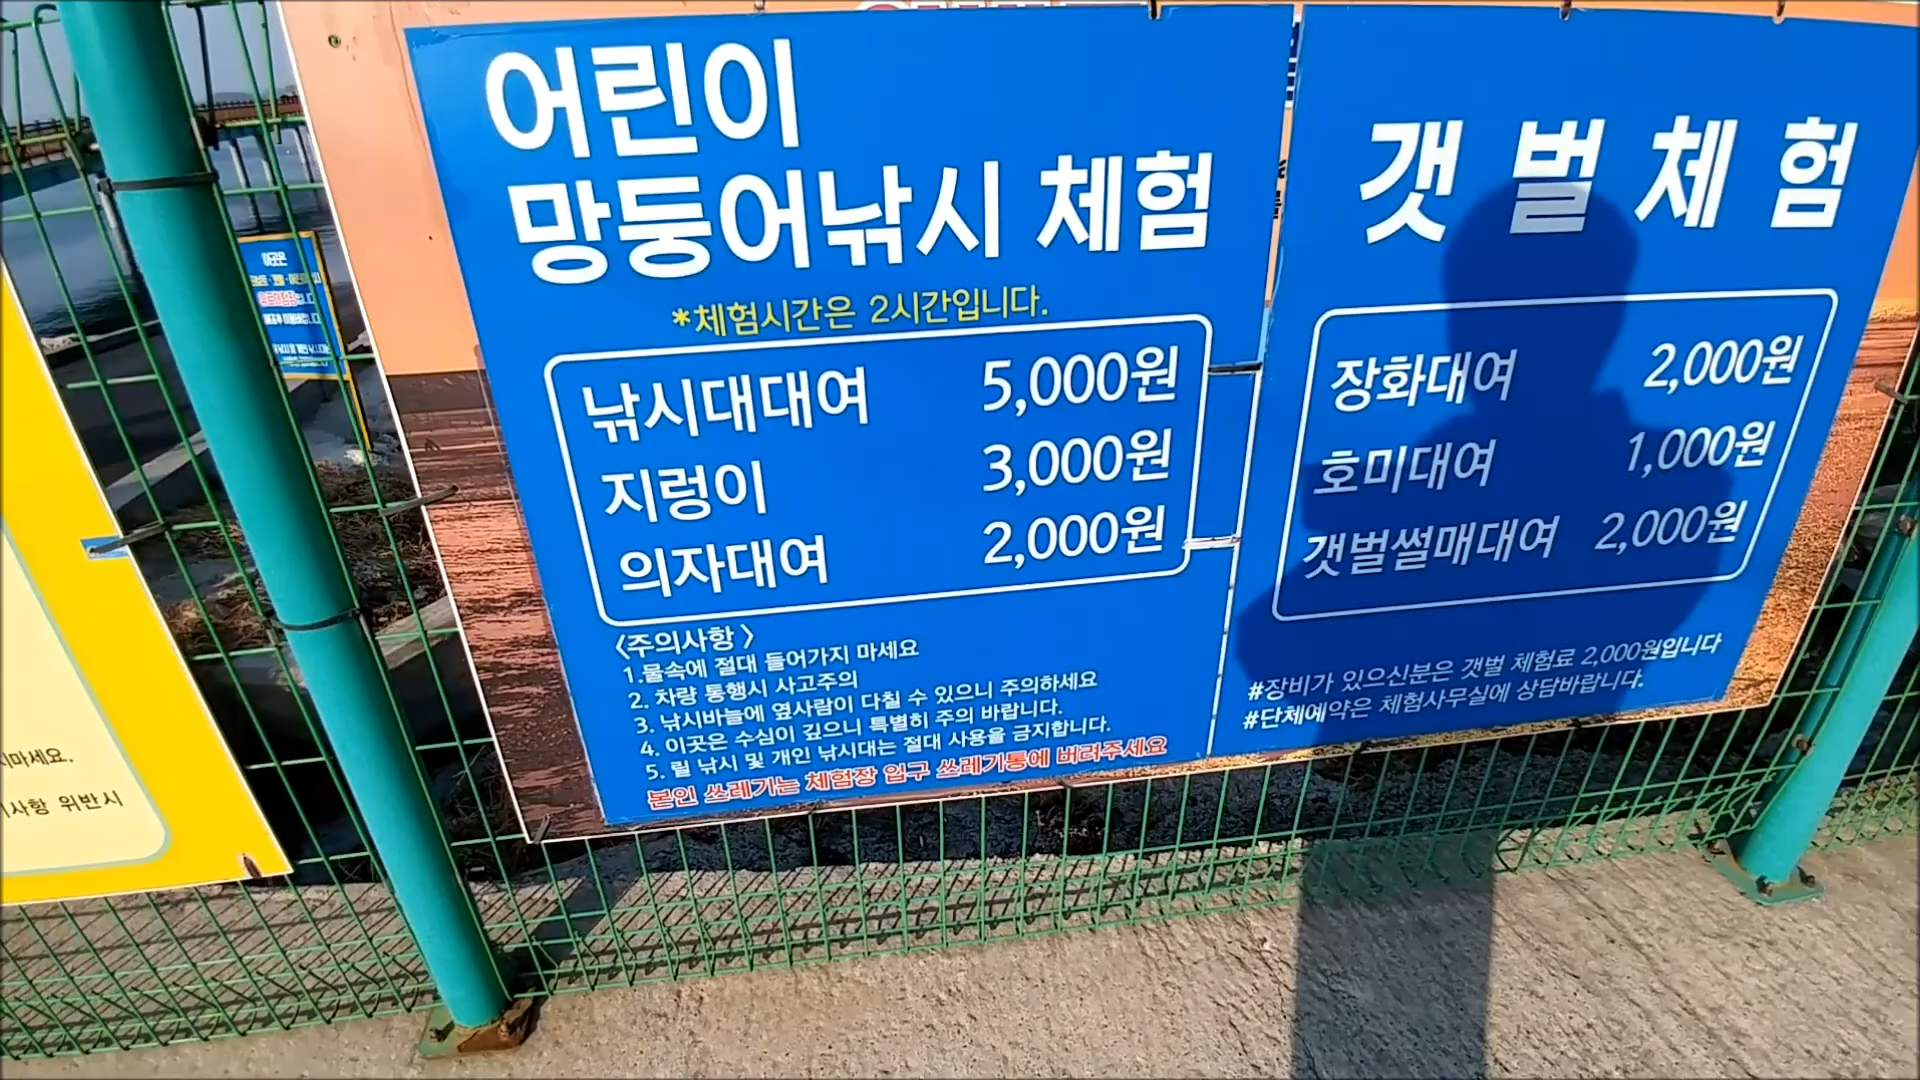 어린이
망둥어낚시 체험
*체험시간은 2시간입니다.
낚시대대여 5,000원
지렁이 3,000원
의자대여 2,000원
<주의사항>
1.물속에 절대 들어가지 마세요
2. 차량 통행시 사고주의
3. 낚시바늘에 옆사람이 다칠 수 있으니 주의하세요
4. 이곳은 수심이 깊으니 특별히 주의 바랍니다.
5. 릴 낚시 및 개인 낚시대는 절대 사용을 금지합니다.
본인 쓰레기는 체험장 입구 쓰레기통에 버려주세요
갯벌체험
장화대여 2,000원
호미대여 1,000원
갯벌썰매대여 2,000원
#장비가 있으신분은 갯벌 체험료 2,000원입니다
#단체예약은 체험사무실에 상담바랍니다.
지마세요.
사항 위반시
이곳은